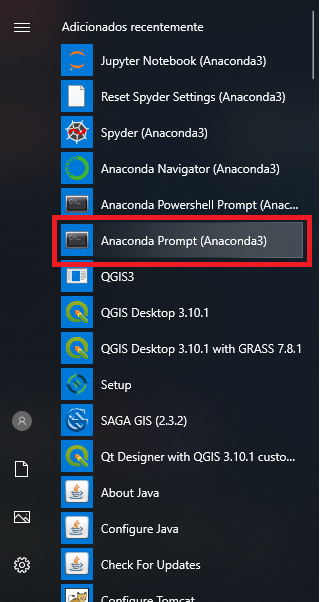 Adicionados recentemente
Jupyter Notebook (Anaconda3)
Reset Spyder Settings (Anaconda3)
Spyder (Anaconda3)
Anaconda Navigator (Anaconda3)
Anaconda Powershell Prompt (Anac...
Anaconda Prompt (Anaconda3)
QGIS3
QGIS Desktop 3.10.1
QGIS Desktop 3.10.1 with GRASS 7.8.1
Setup
SAGA GIS (2.3.2)
Qt Designer with QGIS 3.10.1 custo...
About Java
Configure Java
Check For Updates
Configure Tomcat